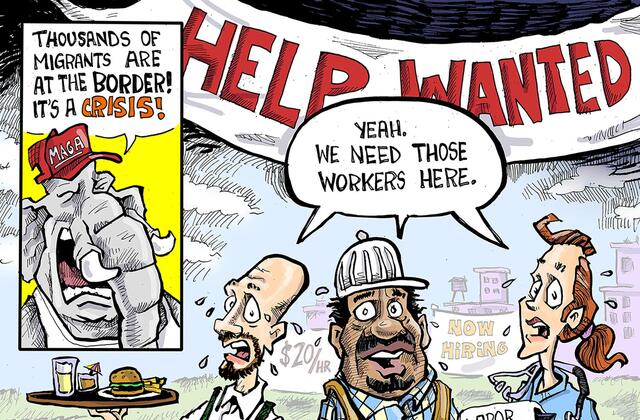 THOUSANDS OF
MIGRANTS ARE
AT THE BORDER!
IT'S A CRISIS!
MAGA
HELP WANTED
YEAH.
WE NEED THOSE
WORKERS HERE.
$20/HR
NOW
HIRING